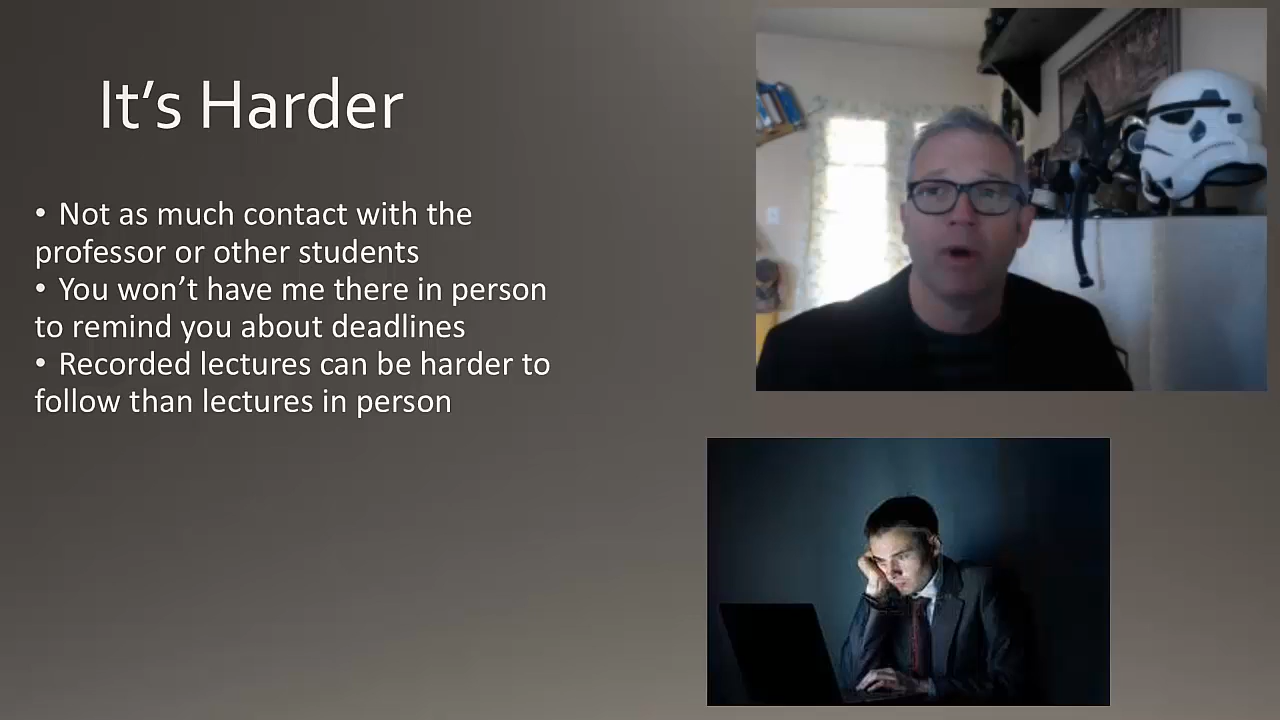 It’s Harder
• Not as much contact with the
professor or other students
• You won’t have me there in person
to remind you about deadlines
• Recorded lectures can be harder to
follow than lectures in person